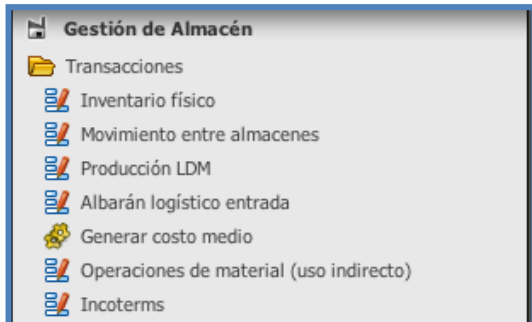 Gestión de Almacén
Transacciones
Inventario físico
Movimiento entre almacenes
Producción LDM
Albarán logístico entrada
Generar costo medio
Operaciones de material (uso indirecto)
Incoterms